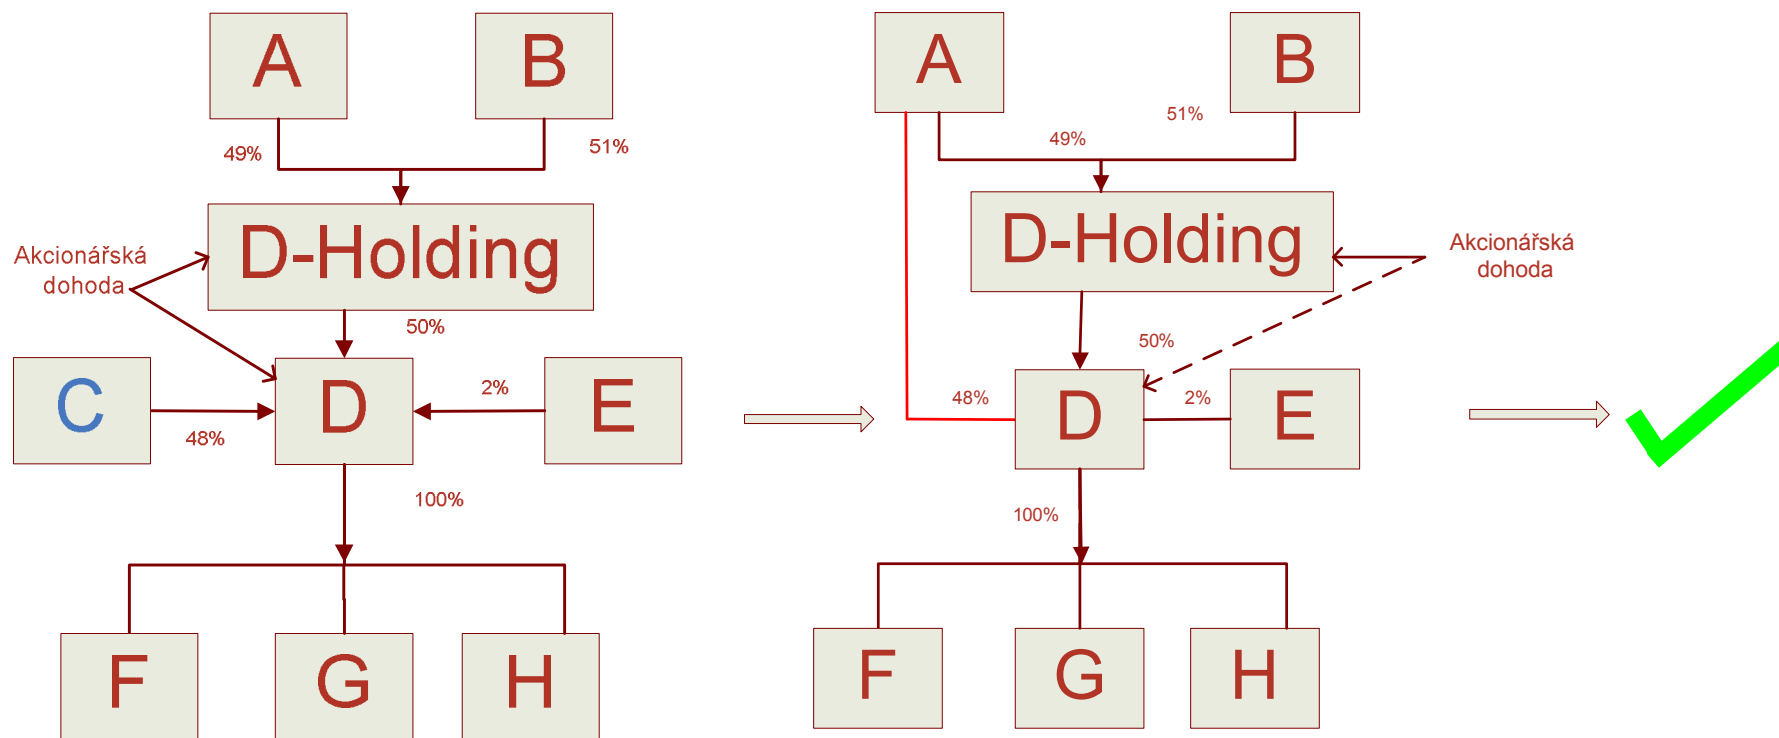 A
B
49%
51%
D-Holding
Akcionářská
dohoda
50%
C
D
E
2%
48%
100%
F
G
H
A
B
51%
49%
D-Holding
Akcionářská
dohoda
50%
48%
D
2%
E
100%
F
G
H